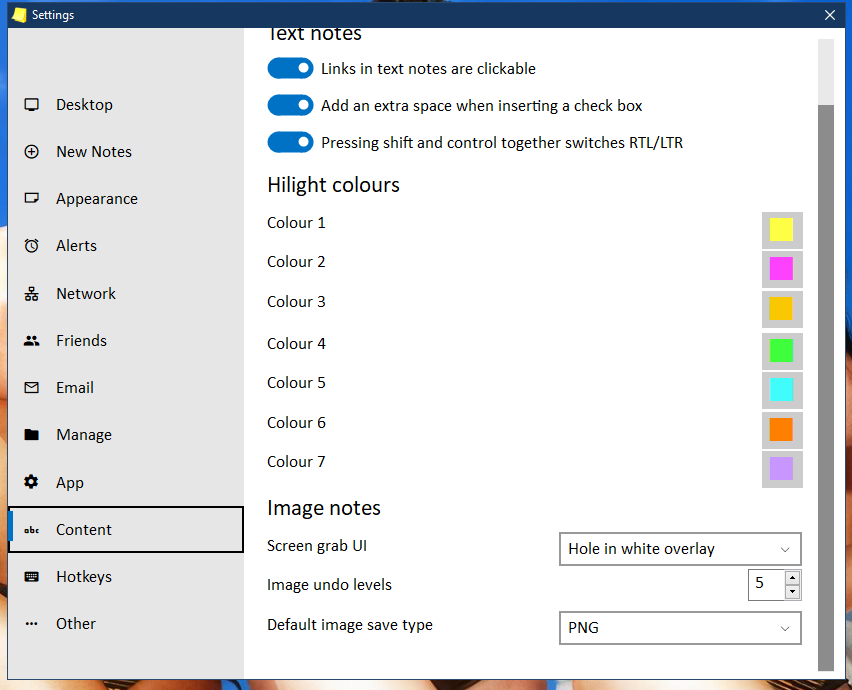 Settings
Desktop
New Notes
Appearance
Alerts
Network
Friends
Email
Manage
App
abc Content
Hotkeys
Other
Text notes
Links in text notes are clickable
Add an extra space when inserting a check box
Pressing shift and control together switches RTL/LTR
Hilight colours
Colour 1
Colour 2
Colour 3
Colour 4
Colour 5
Colour 6
Colour 7
Image notes
Screen grab UI Hole in white overlay
Image undo levels 5
Default image save type PNG